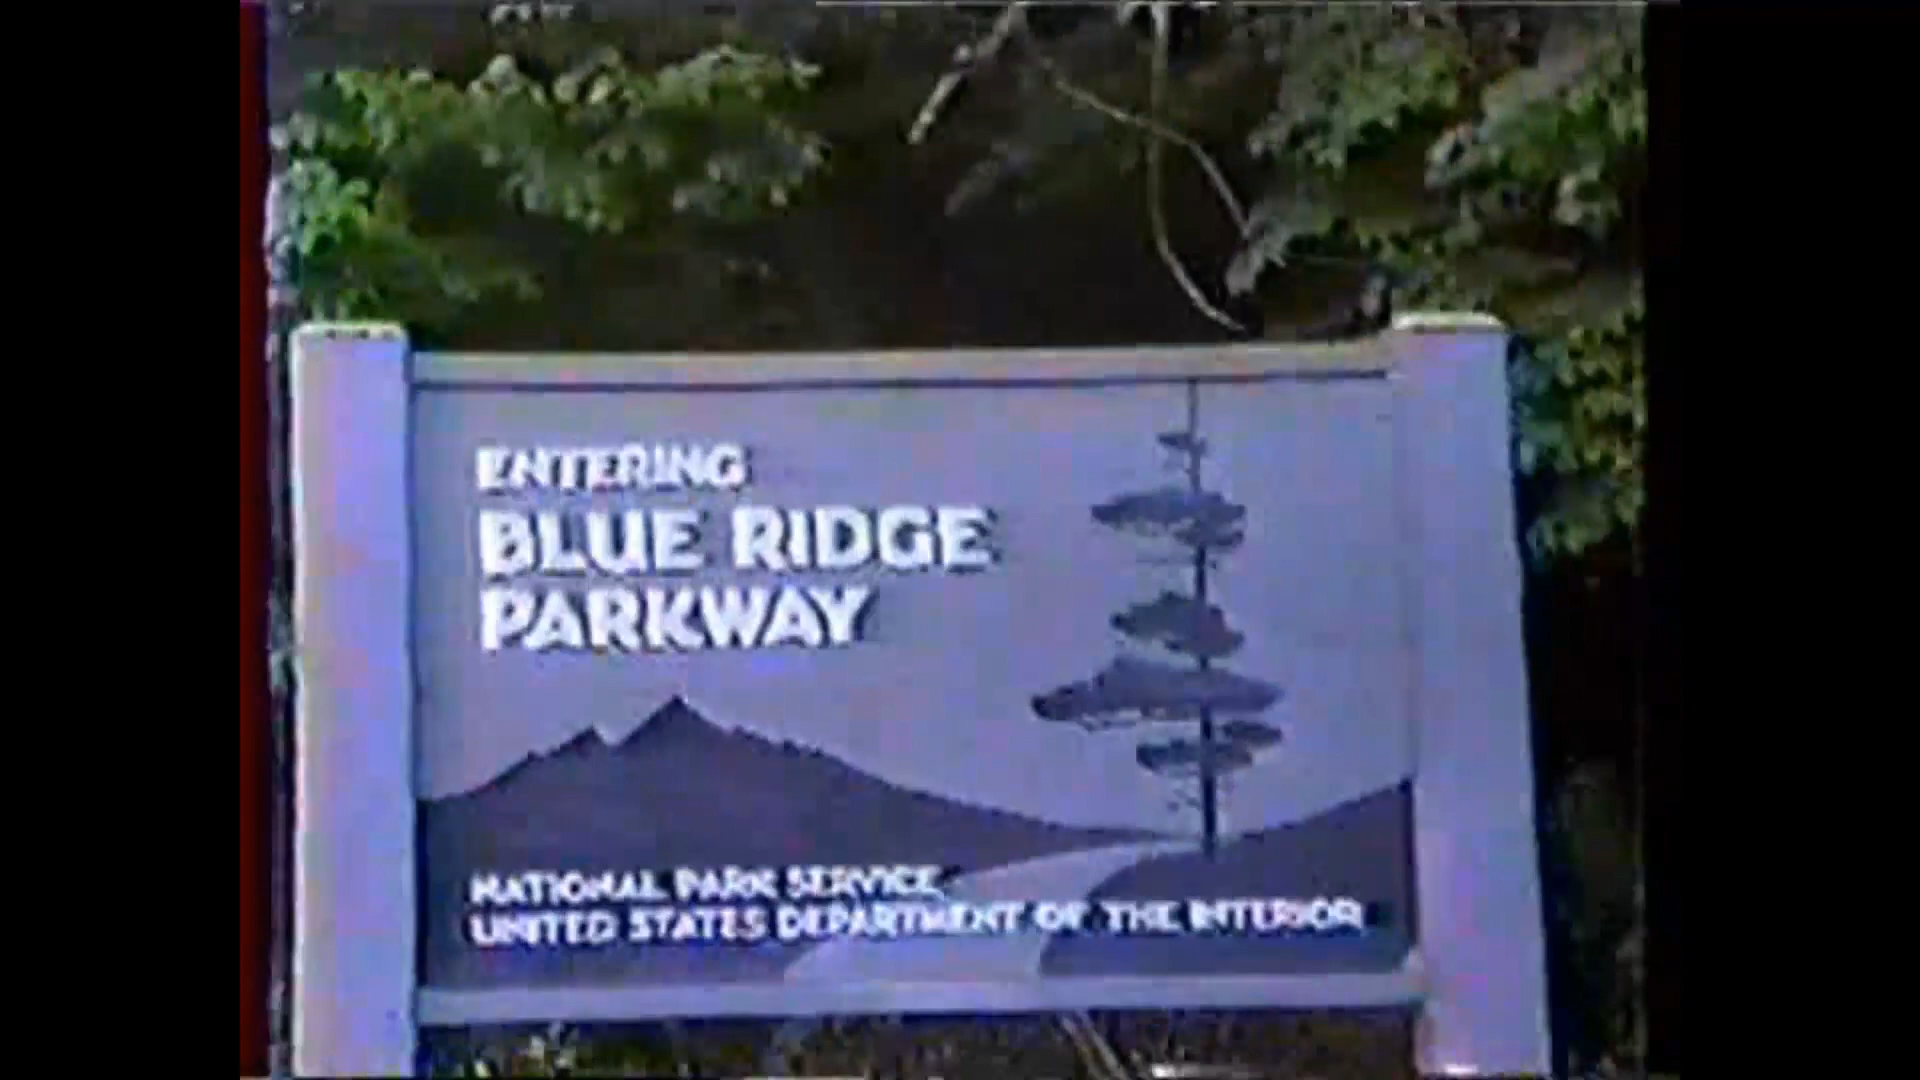 ENTERING
BLUE RIDGE
PARKWAY
NATIONAL PARK SERVICE
UNITED STATES DEPARTMENT OF THE INTERIOR